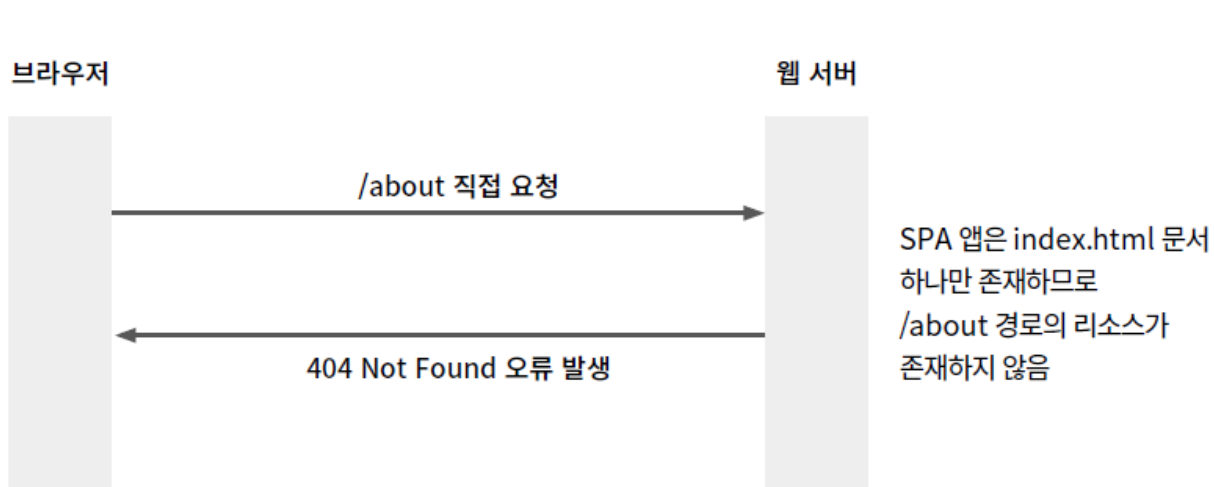 브라우저
웹 서버
/about 직접 요청
SPA 앱은 index.html 문서
하나만 존재하므로
/about 경로의 리소스가
존재하지 않음
404 Not Found 오류 발생